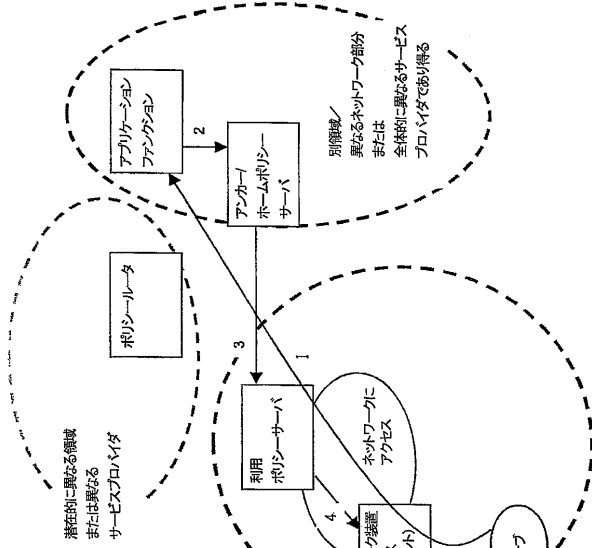 潜在的に異なる領域
または異なる
サービスプロバイダ
ポリシールータ
アプリケーション
ファンクション
2
アンカー/
ホームポリシー
サーバ
別領域/
異なるネットワーク部分
または
全体的に異なるサービス
プロバイダであり得る
3
1
利用
ポリシーサーバ
ネットワークに
アクセス
4
ク装置
ント)
ブ